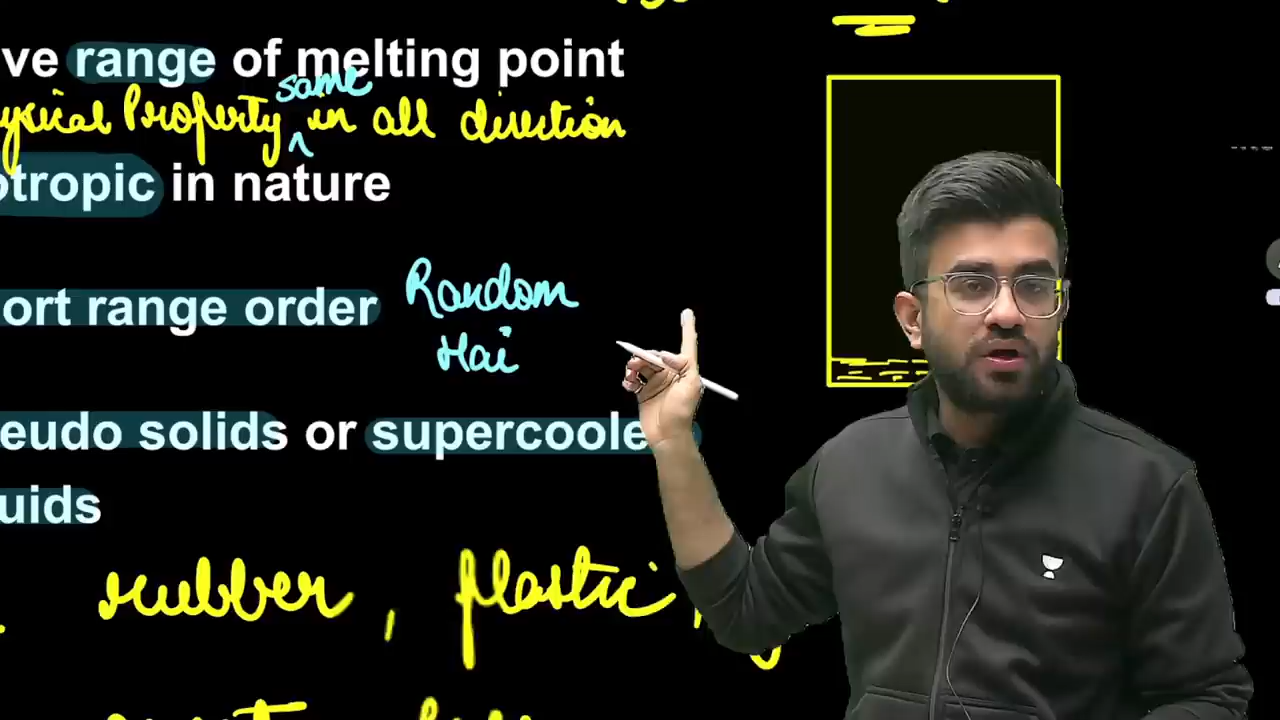 ve range of melting point
same
ysical Property ^ in all direction
otropic in nature
ort range order
Random
Hai
eudo solids or supercoole
uids
rubber, plastic,